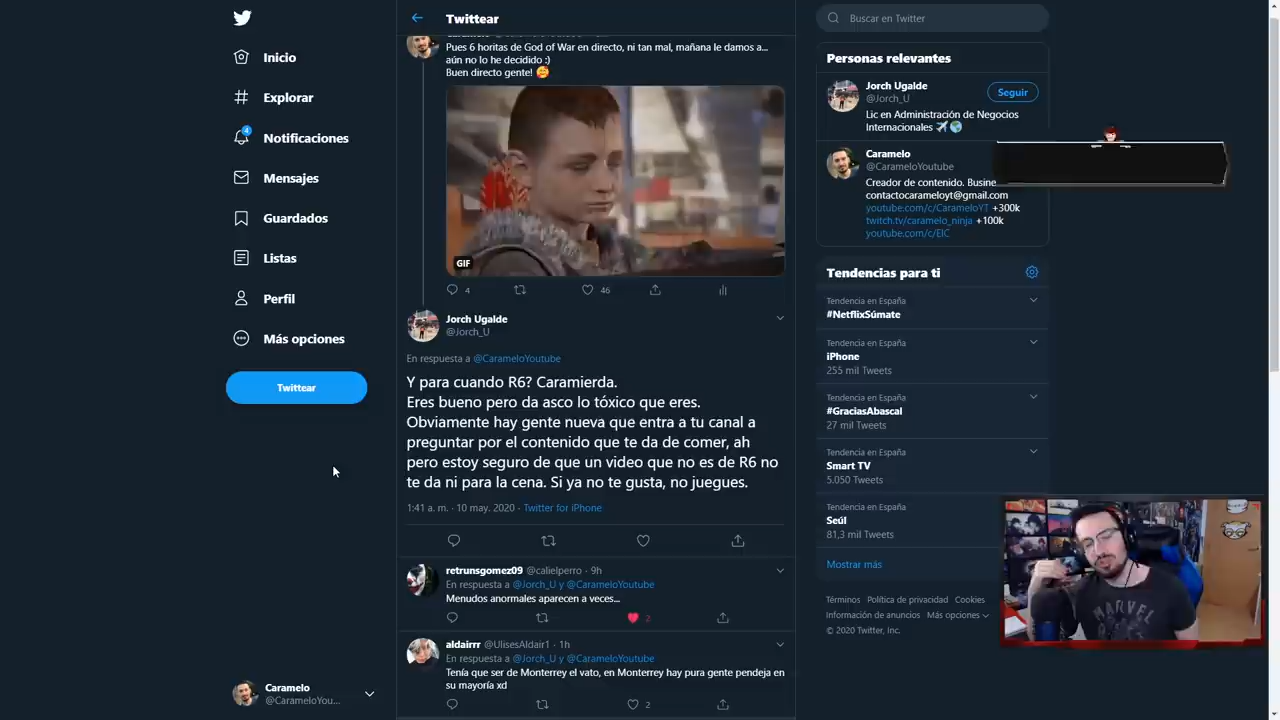 Inicio
Explorar
4
Notificaciones
Mensajes
Guardados
Listas
Perfil
Más opciones
Twittear
Caramelo
@CarameloYou...
Twittear
Pues 6 horitas de God of War en directo, ni tan mal, mañana le damos a...
aún no lo he decidido :)
Buen directo gente! 🥰
GIF
4
46
Jorch Ugalde
@Jorch_U
En respuesta a @CarameloYoutube
Y para cuando R6? Caramierda.
Eres bueno pero da asco lo tóxico que eres.
Obviamente hay gente nueva que entra a tu canal a
preguntar por el contenido que te da de comer, ah
pero estoy seguro de que un video que no es de R6 no
te da ni para la cena. Si ya no te gusta, no juegues.
1:41 a. m. · 10 may. 2020 · Twitter for iPhone
retrunsgomez09 @calielperro · 9h
En respuesta a @Jorch_U y @CarameloYoutube
Menudos anormales aparecen a veces...
2
aldairrr @UlisesAldair1 · 1h
En respuesta a @Jorch_U y @CarameloYoutube
Tenía que ser de Monterrey el vato, en Monterrey hay pura gente pendeja en
su mayoría xd
2
Buscar en Twitter
Personas relevantes
Jorch Ugalde
@Jorch_U
Seguir
Lic en Administración de Negocios
Internacionales ✈️🌎
Caramelo
@CarameloYoutube
Creador de contenido. Busine
contactocarameloyt@gmail.com
youtube.com/c/CarameloYT +300k
twitch.tv/caramelo_ninja +100k
youtube.com/c/EIC
Tendencias para ti
Tendencia en España
#NetflixSúmate
Tendencia en España
iPhone
255 mil Tweets
Tendencia en España
#GraciasAbascal
27 mil Tweets
Tendencia en España
Smart TV
5.050 Tweets
Tendencia en España
Seúl
81,3 mil Tweets
Mostrar más
Términos Política de privacidad Cookies
Información de anuncios Más opciones
© 2020 Twitter, Inc.
MARVEL